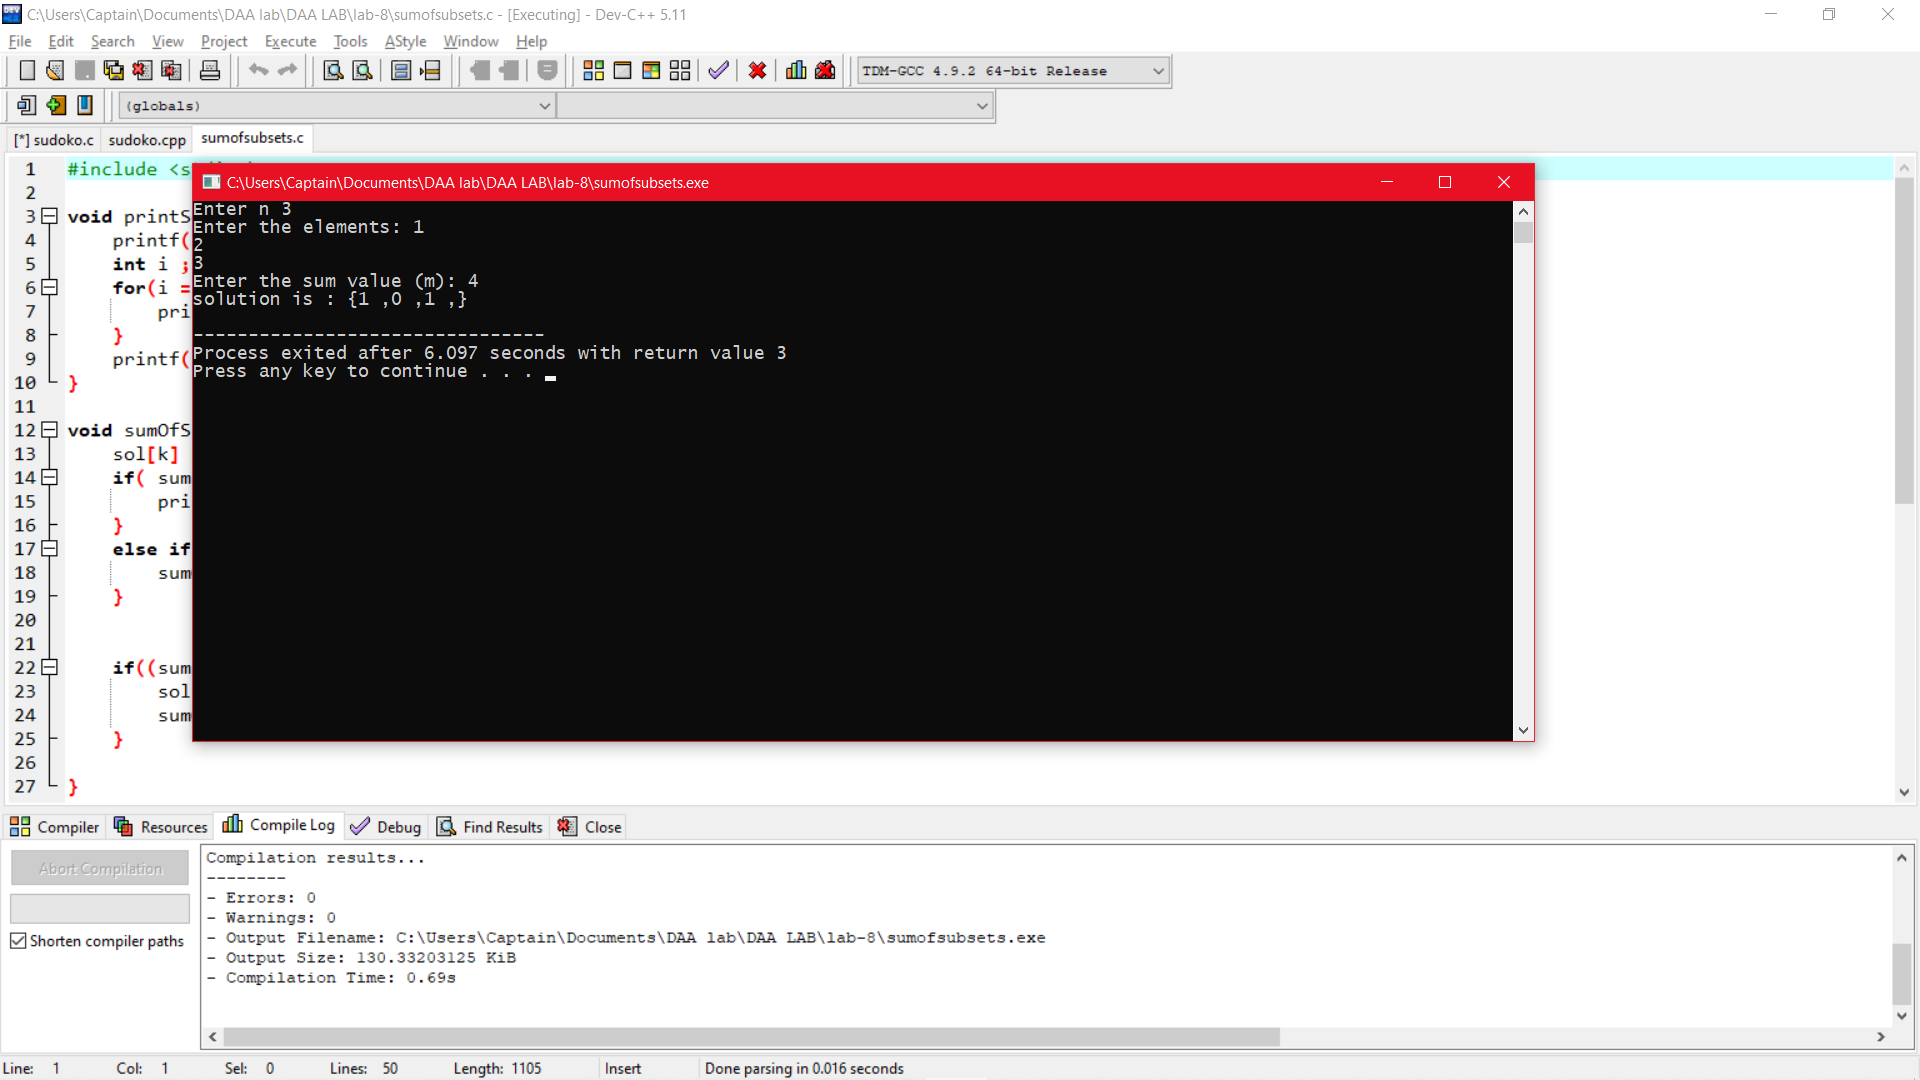 C:\Users\Captain\Documents\DAA lab\DAA LAB\lab-8\sumofsubsets.c - [Executing] - Dev-C++ 5.11
File Edit Search View Project Execute Tools AStyle Window Help
TDM-GCC 4.9.2 64-bit Release
(globals)
[*] sudoko.c sudoko.cpp sumofsubsets.c
1 #include <s
2
3 void printS
4 printf(
5 int i ;
6 for(i =
7 pri
8 }
9 printf(
10 }
11
12 void sumOfS
13 sol[k]
14 if( sum
15 pri
16 }
17 else if
18 sum
19 }
20
21
22 if((sum
23 sol
24 sum
25 }
26
27 }
C:\Users\Captain\Documents\DAA lab\DAA LAB\lab-8\sumofsubsets.exe
Enter n 3
Enter the elements: 1
2
3
Enter the sum value (m): 4
solution is : {1 ,0 ,1 ,}
--------------------------------
Process exited after 6.097 seconds with return value 3
Press any key to continue . . .
Compiler Resources Compile Log Debug Find Results Close
Abort Compilation
Shorten compiler paths
Compilation results...
--------
- Errors: 0
- Warnings: 0
- Output Filename: C:\Users\Captain\Documents\DAA lab\DAA LAB\lab-8\sumofsubsets.exe
- Output Size: 130.33203125 KiB
- Compilation Time: 0.69s
Line: 1 Col: 1 Sel: 0 Lines: 50 Length: 1105 Insert Done parsing in 0.016 seconds